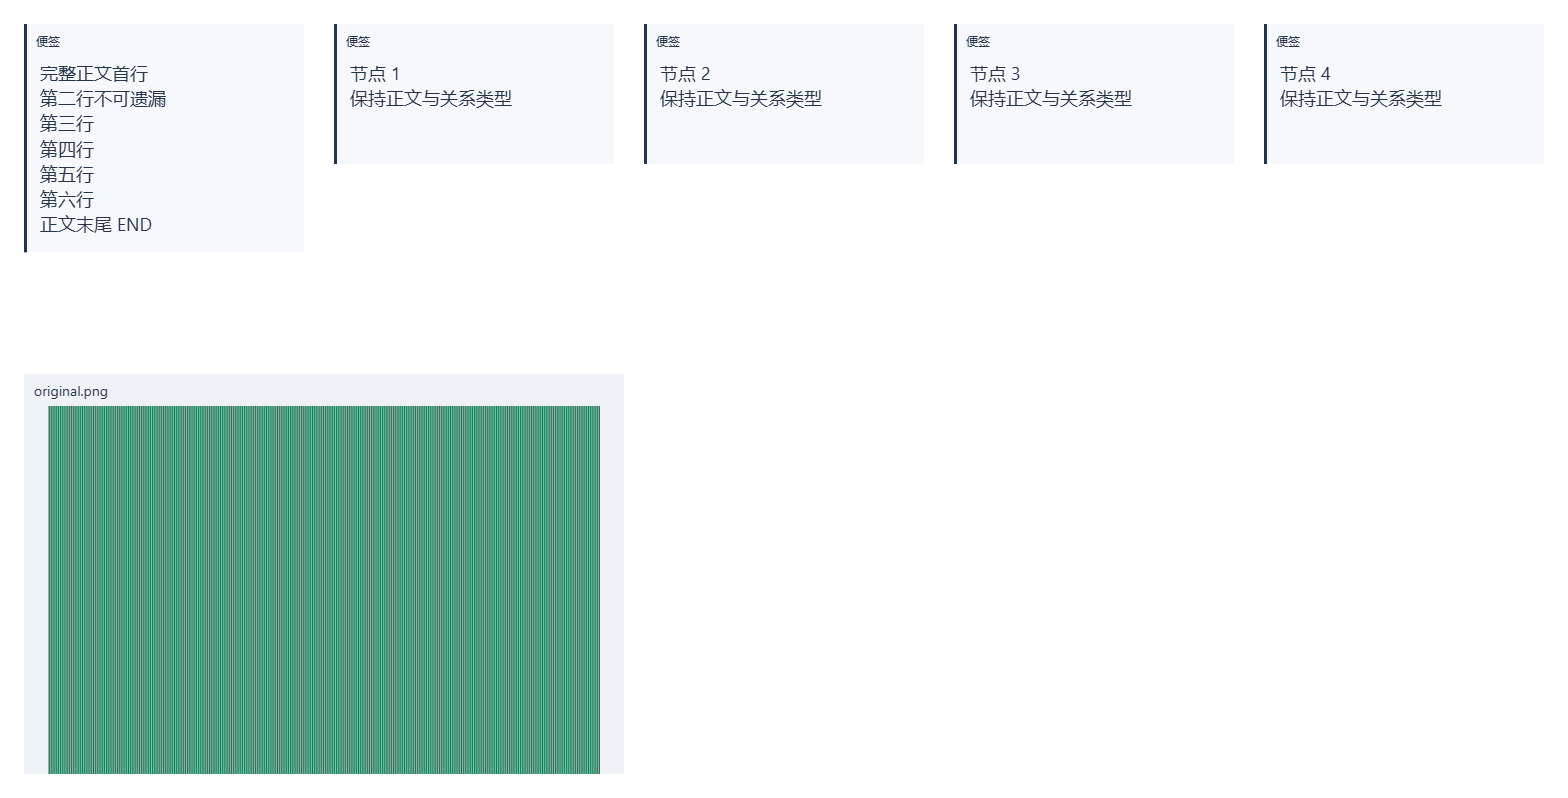 便签
完整正文首行
第二行不可遗漏
第三行
第四行
第五行
第六行
正文末尾 END
便签
节点 1
保持正文与关系类型
便签
节点 2
保持正文与关系类型
便签
节点 3
保持正文与关系类型
便签
节点 4
保持正文与关系类型
original.png